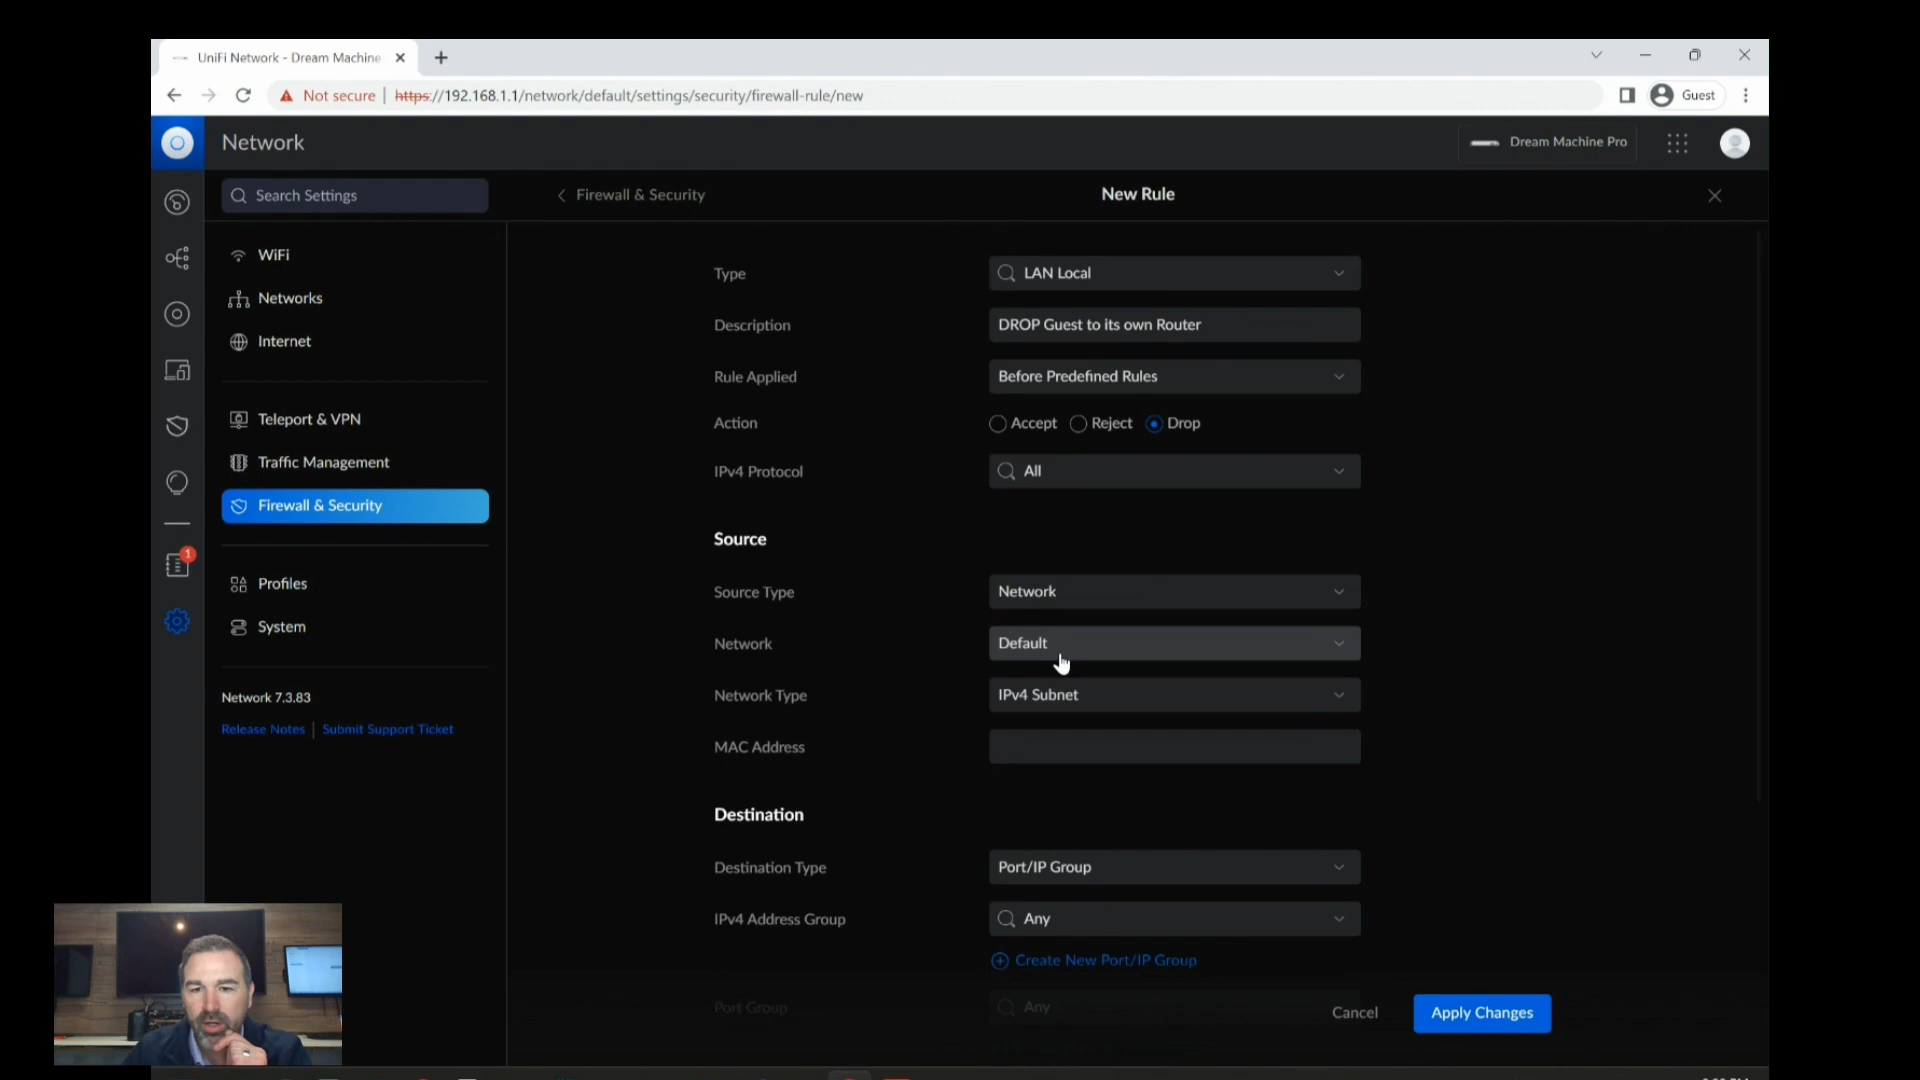 UniFi Network - Dream Machine
Not secure
https://192.168.1.1/network/default/settings/security/firewall-rule/new
Guest
Network
Dream Machine Pro
Search Settings
Firewall & Security
New Rule
WiFi
Networks
Internet
Teleport & VPN
Traffic Management
Firewall & Security
1
Profiles
System
Network 7.3.83
Release Notes
Submit Support Ticket
Type
LAN Local
Description
DROP Guest to its own Router
Rule Applied
Before Predefined Rules
Action
Accept
Reject
Drop
IPv4 Protocol
All
Source
Source Type
Network
Network
Default
Network Type
IPv4 Subnet
MAC Address
Destination
Destination Type
Port/IP Group
IPv4 Address Group
Any
Create New Port/IP Group
Port Group
Any
Cancel
Apply Changes